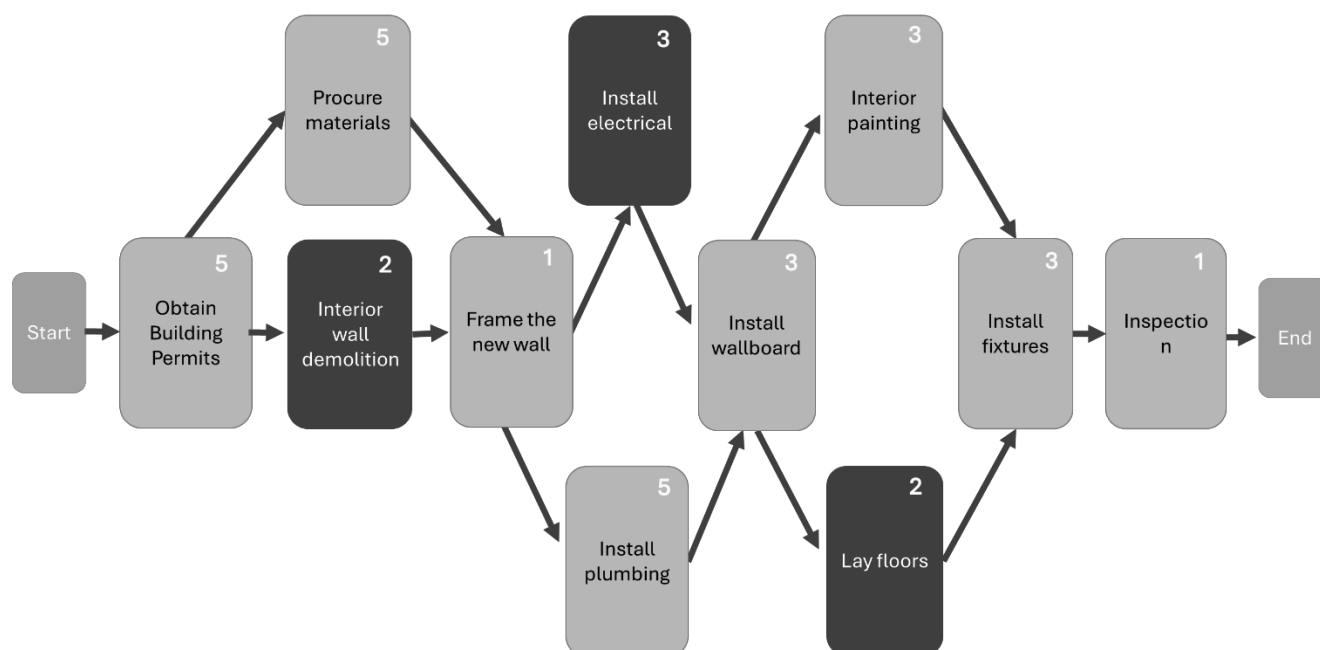 5
Procure
materials
3
Install
electrical
3
Interior
painting
Start
5
Obtain
Building
Permits
2
Interior
wall
demolition
1
Frame the
new wall
3
Install
wallboard
3
Install
fixtures
1
Inspectio
n
End
5
Install
plumbing
2
Lay floors